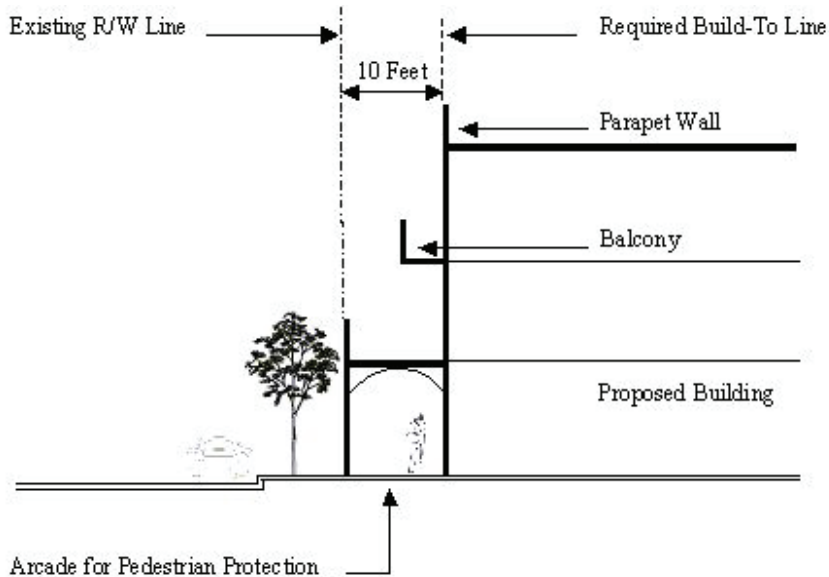 Existing R/W Line
Required Build-To Line
10 Feet
Parapet Wall
Balcony
Proposed Building
Arcade for Pedestrian Protection